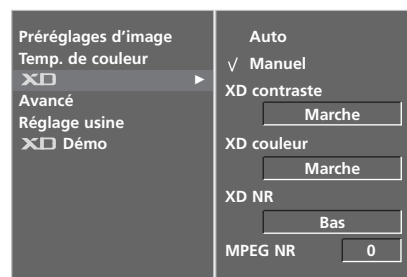 Préréglages d'image
Temp. de couleur
XD
Avancé
Réglage usine
XD Démo
Auto
√ Manuel
XD contraste
Marche
XD couleur
Marche
XD NR
Bas
MPEG NR 0